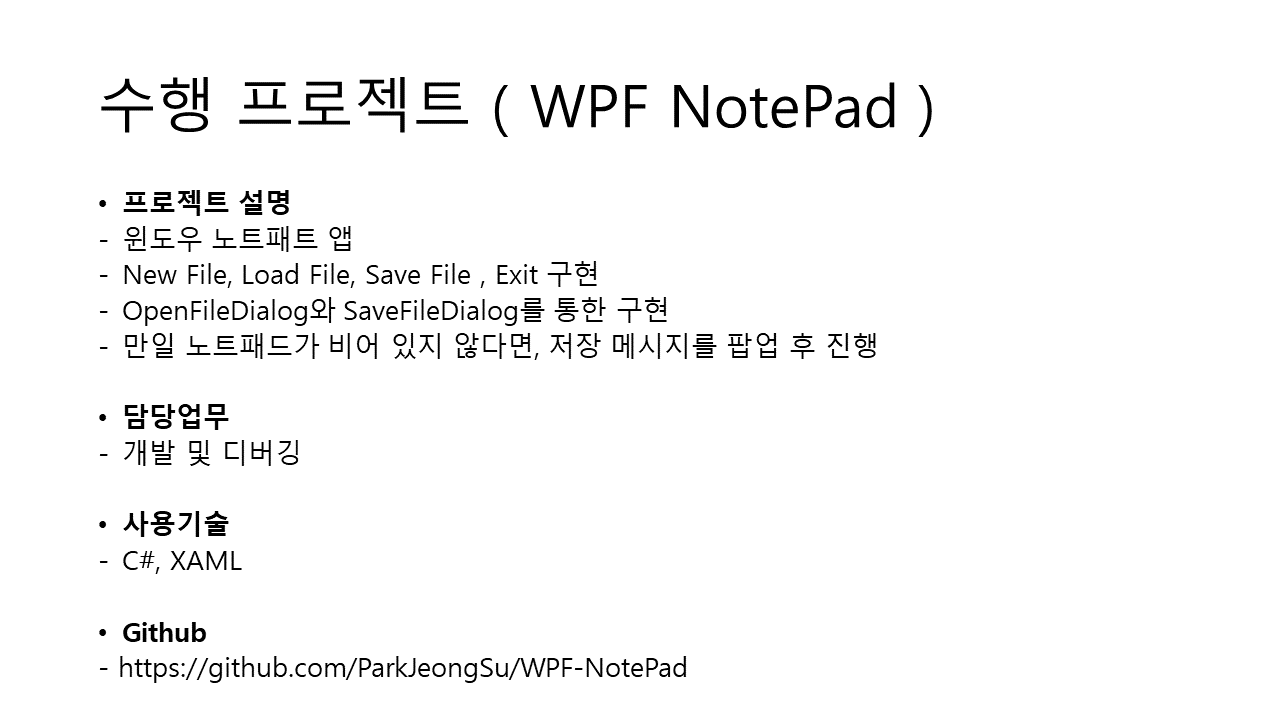 수행 프로젝트 ( WPF NotePad )
• 프로젝트 설명
- 윈도우 노트패트 앱
- New File, Load File, Save File , Exit 구현
- OpenFileDialog와 SaveFileDialog를 통한 구현
- 만일 노트패드가 비어 있지 않다면, 저장 메시지를 팝업 후 진행
• 담당업무
- 개발 및 디버깅
• 사용기술
- C#, XAML
• Github
- https://github.com/ParkJeongSu/WPF-NotePad